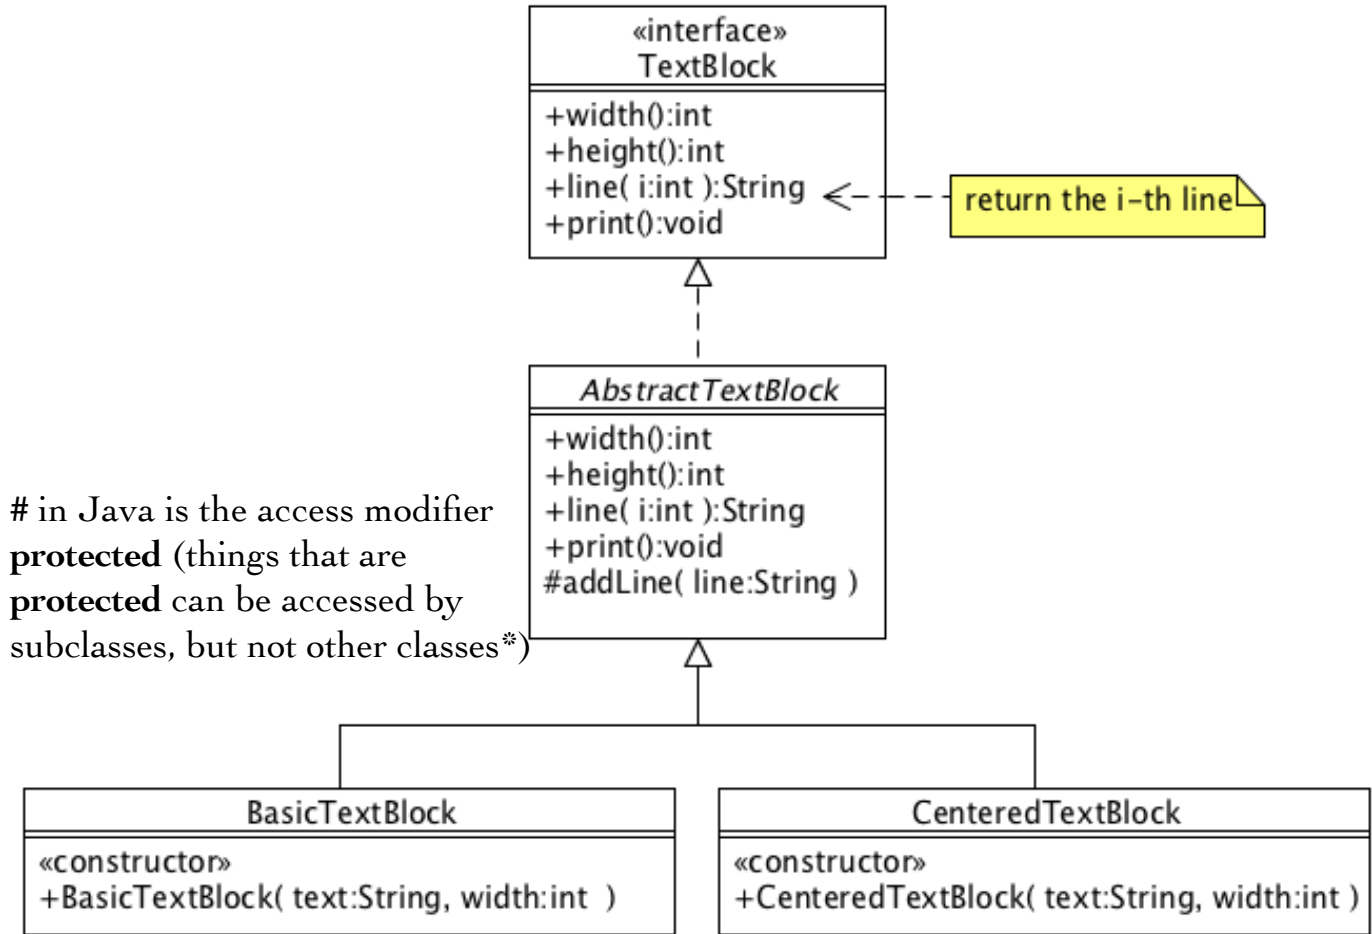 «interface»
TextBlock
+width():int
+height():int
+line( i:int ):String
+print():void
return the i-th line
AbstractTextBlock
+width():int
+height():int
+line( i:int ):String
+print():void
#addLine( line:String )
# in Java is the access modifier
protected (things that are
protected can be accessed by
subclasses, but not other classes*)
BasicTextBlock
«constructor»
+BasicTextBlock( text:String, width:int )
CenteredTextBlock
«constructor»
+CenteredTextBlock( text:String, width:int )